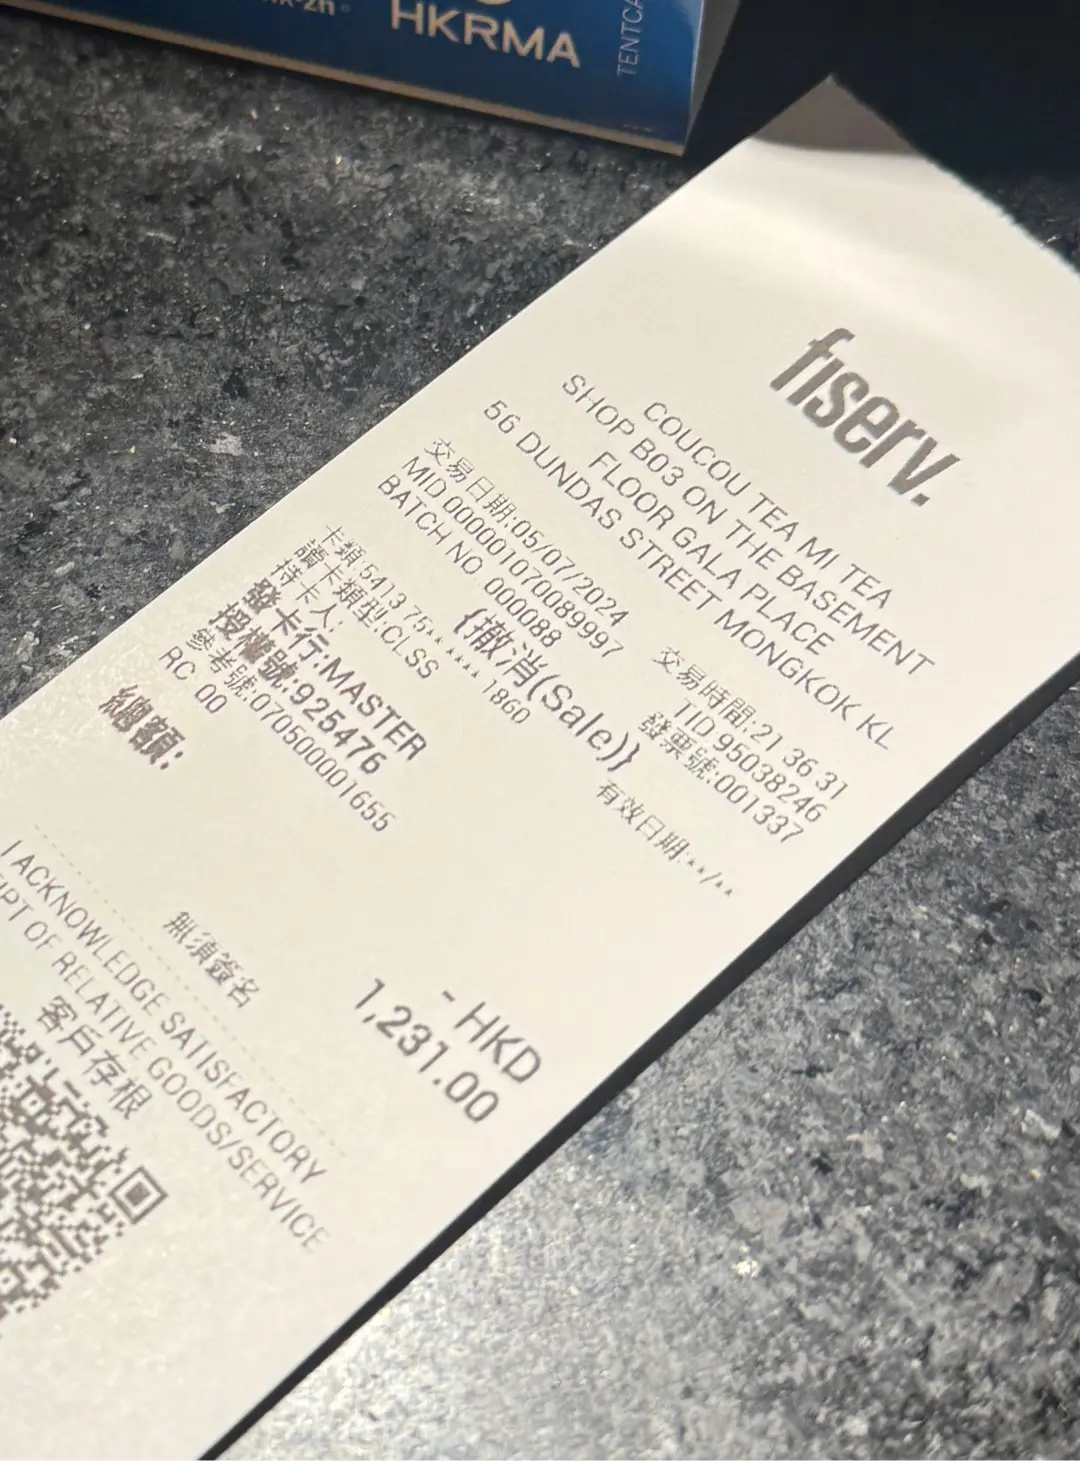 HKRMA
fiserv.
COUCOU TEA MI TEA
SHOP B03 ON THE BASEMENT
FLOOR GALA PLACE
56 DUNDAS STREET MONGKOK KL
交易日期:05/07/2024 交易時間:21 36 31
MID 000001070089997 TID 95038246
BATCH NO. 000088 發票號:001337
{撤消(Sale)}
卡類 5413 75** **** 1860 有效日期:**/**
讀卡類型:CLSS
持卡人:
發卡行:MASTER
授權號:925476
參考號:070500001655
RC 00
總額:
- HKD
1,231.00
無須簽名
I ACKNOWLEDGE SATISFACTORY
OF RELATIVE GOODS/SERVICE
客戶存根